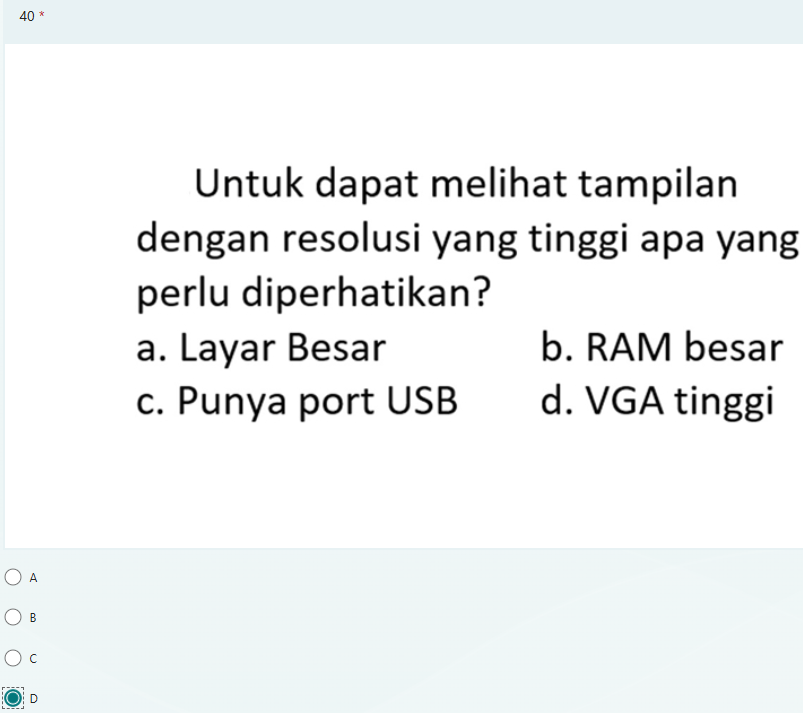 40 *
Untuk dapat melihat tampilan
dengan resolusi yang tinggi apa yang
perlu diperhatikan?
a. Layar Besar b. RAM besar
c. Punya port USB d. VGA tinggi
A
B
C
D